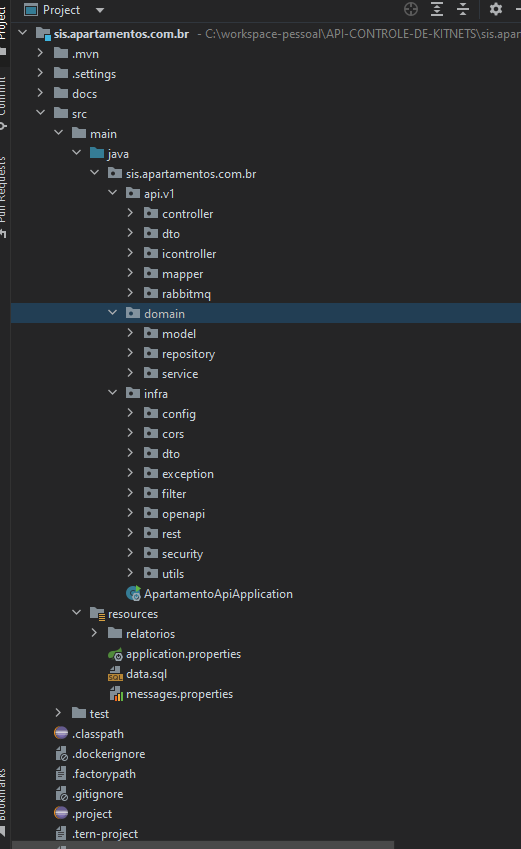 Project
Project
sis.apartamentos.com.br - C:\workspace-pessoal\API-CONTROLE-DE-KITNETS\sis.apart
.mvn
.settings
docs
src
main
java
sis.apartamentos.com.br
api.v1
controller
dto
icontroller
mapper
rabbitmq
domain
model
repository
service
infra
config
cors
dto
exception
filter
openapi
rest
security
utils
ApartamentoApiApplication
resources
relatorios
application.properties
SQL
data.sql
messages.properties
test
.classpath
.dockerignore
.factorypath
.gitignore
.project
.tern-project
Commit
Pull Requests
Bookmarks